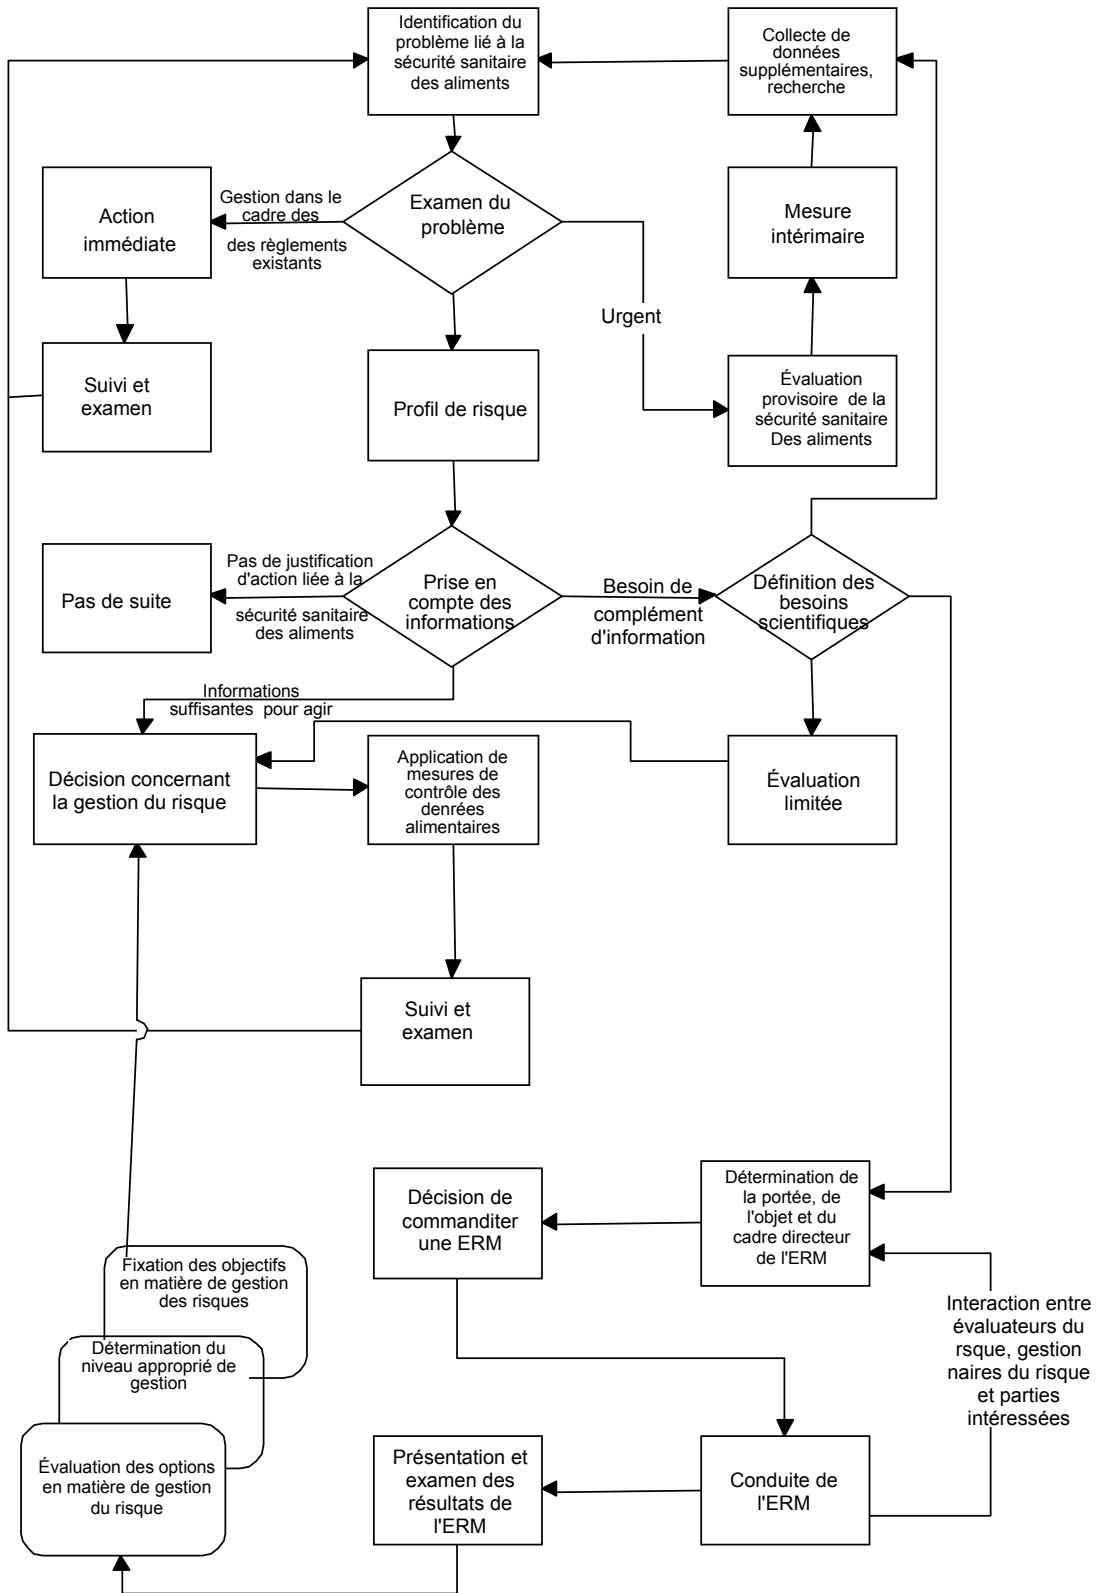 Identification du
problème lié à la
sécurité sanitaire
des aliments
Collecte de
données
supplémentaires,
recherche
Action
immédiate
Gestion dans le
cadre des
des règlements
existants
Examen du
problème
Mesure
intérimaire
Urgent
Suivi et
examen
Profil de risque
Évaluation
provisoire de la
sécurité sanitaire
Des aliments
Pas de suite
Pas de justification
d'action liée à la
sécurité sanitaire
des aliments
Prise en
compte des
informations
Besoin de
complément
d'information
Définition des
besoins
scientifiques
Informations
suffisantes pour agir
Décision concernant
la gestion du risque
Application de
mesures de
contrôle des
denrées
alimentaires
Évaluation
limitée
Suivi et
examen
Décision de
commanditer
une ERM
Détermination de
la portée, de
l'objet et du
cadre directeur
de l'ERM
Fixation des objectifs
en matière de gestion
des risques
Détermination du
niveau approprié de
gestion
Évaluation des options
en matière de gestion
du risque
Interaction entre
évaluateurs du
rsque, gestion
naires du risque
et parties
intéressées
Présentation et
examen des
résultats de
l'ERM
Conduite de
l'ERM